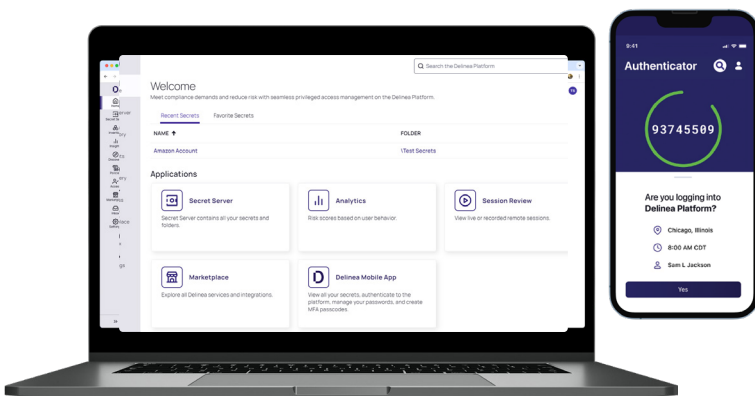 Search the Delinea Platform
Welcome
Meet compliance demands and reduce risk with seamless privileged access management on the Delinea Platform.
Recent Secrets
Favorite Secrets
NAME ↑
FOLDER
Amazon Account
\Test Secrets
Applications
Secret Server
Secret Server contains all your secrets and
folders.
Analytics
Risk scores based on user behavior.
Session Review
View live or recorded remote sessions.
Marketplace
Explore all Delinea services and integrations.
Delinea Mobile App
View all your secrets, authenticate to the
platform, manage your passwords, and create
MFA passcodes.
9:41
Authenticator
93745509
Are you logging into
Delinea Platform?
Chicago, Illinois
8:00 AM CDT
Sam L Jackson
Yes